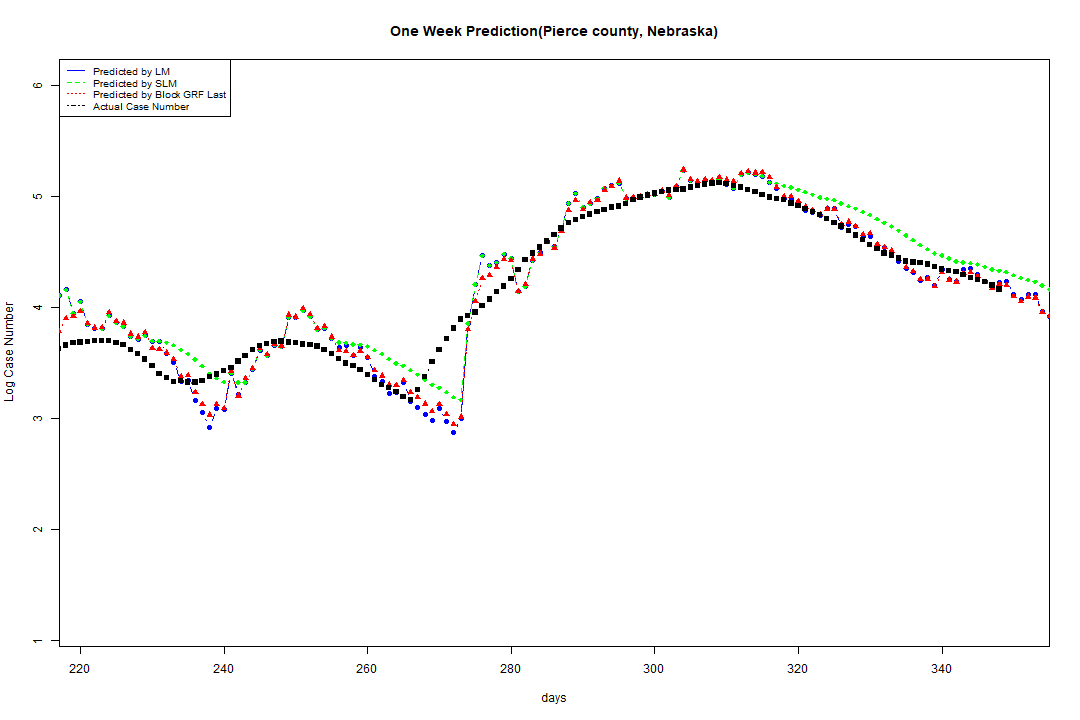 One Week Prediction(Pierce county, Nebraska)
Predicted by LM
Predicted by SLM
Predicted by Block GRF Last
Actual Case Number
6
5
4
3
2
1
Log Case Number
220 240 260 280 300 320 340
days